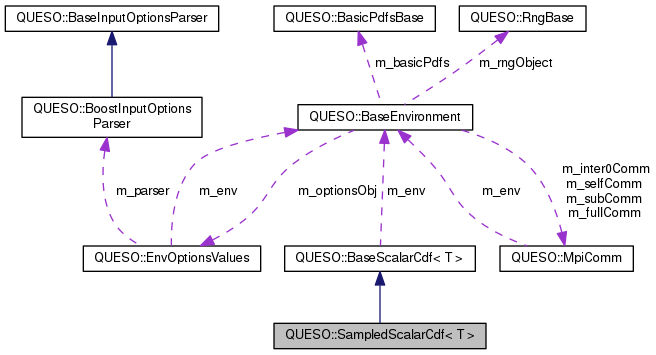 QUESO::BaseInputOptionsParser
QUESO::BasicPdfsBase
QUESO::RngBase
m_basicPdfs
m_rngObject
QUESO::BoostInputOptions
Parser
QUESO::BaseEnvironment
m_parser
m_env
m_optionsObj
m_env
m_env
m_inter0Comm
m_selfComm
m_subComm
m_fullComm
QUESO::EnvOptionsValues
QUESO::BaseScalarCdf< T >
QUESO::MpiComm
QUESO::SampledScalarCdf< T >